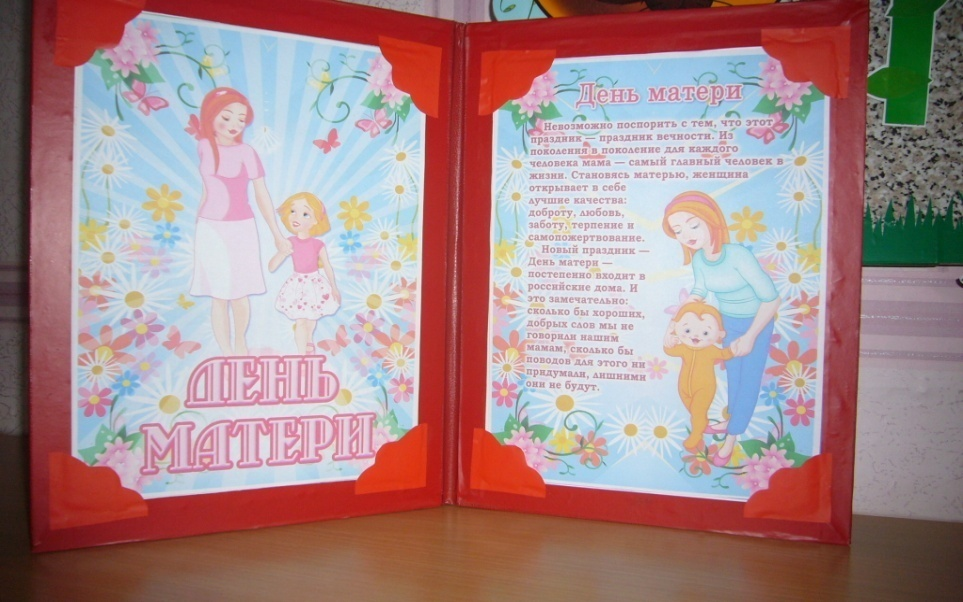 ДЕНЬ
МАТЕРИ
День матери
Невозможно поспорить с тем, что этот
праздник — праздник вечности. Из
поколения в поколение для каждого
человека мама — самый главный человек в
жизни. Становясь матерью, женщина
открывает в себе
лучшие качества:
доброту, любовь,
заботу, терпение и
самопожертвование.
Новый праздник —
День матери —
постепенно входит в
российские дома. И
это замечательно:
сколько бы хороших,
добрых слов мы не
говорили нашим
мамам, сколько бы
поводов для этого ни
придумали, лишними
они не будут.